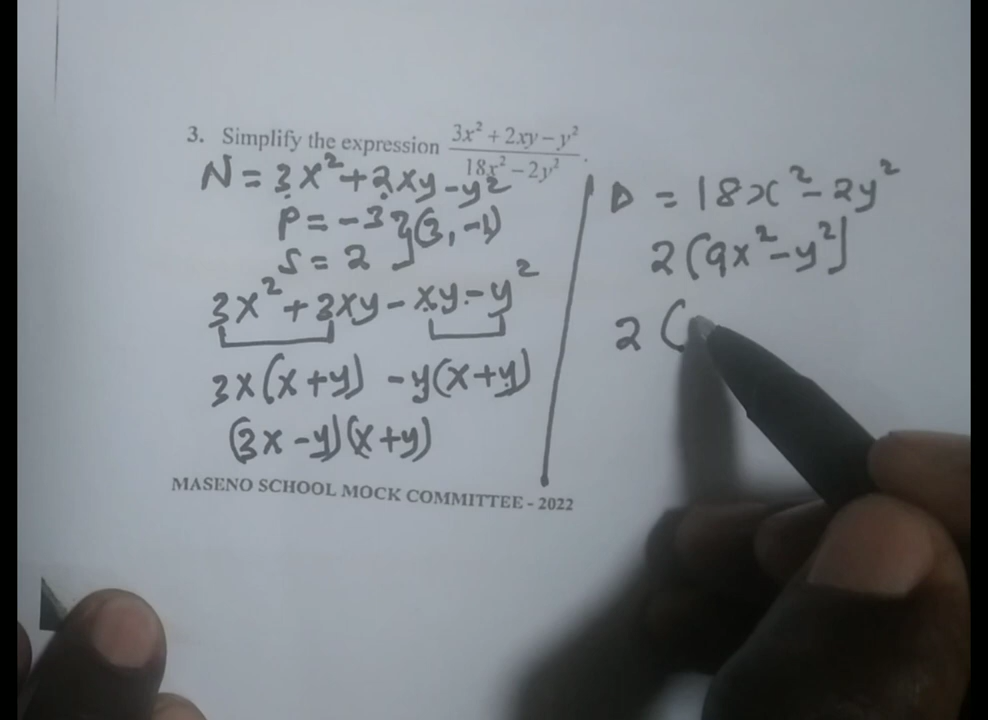 3. Simplify the expression (3x² + 2xy – y²)/(18x² – 2y²).
N = 3x² + 2xy - y²
P = -3 } (3, -1)
S = 2
3x² + 3xy - xy - y²
3x(x+y) - y(x+y)
(3x - y)(x+y)
D = 18x² - 2y²
2(9x² - y²)
2(
MASENO SCHOOL MOCK COMMITTEE - 2022